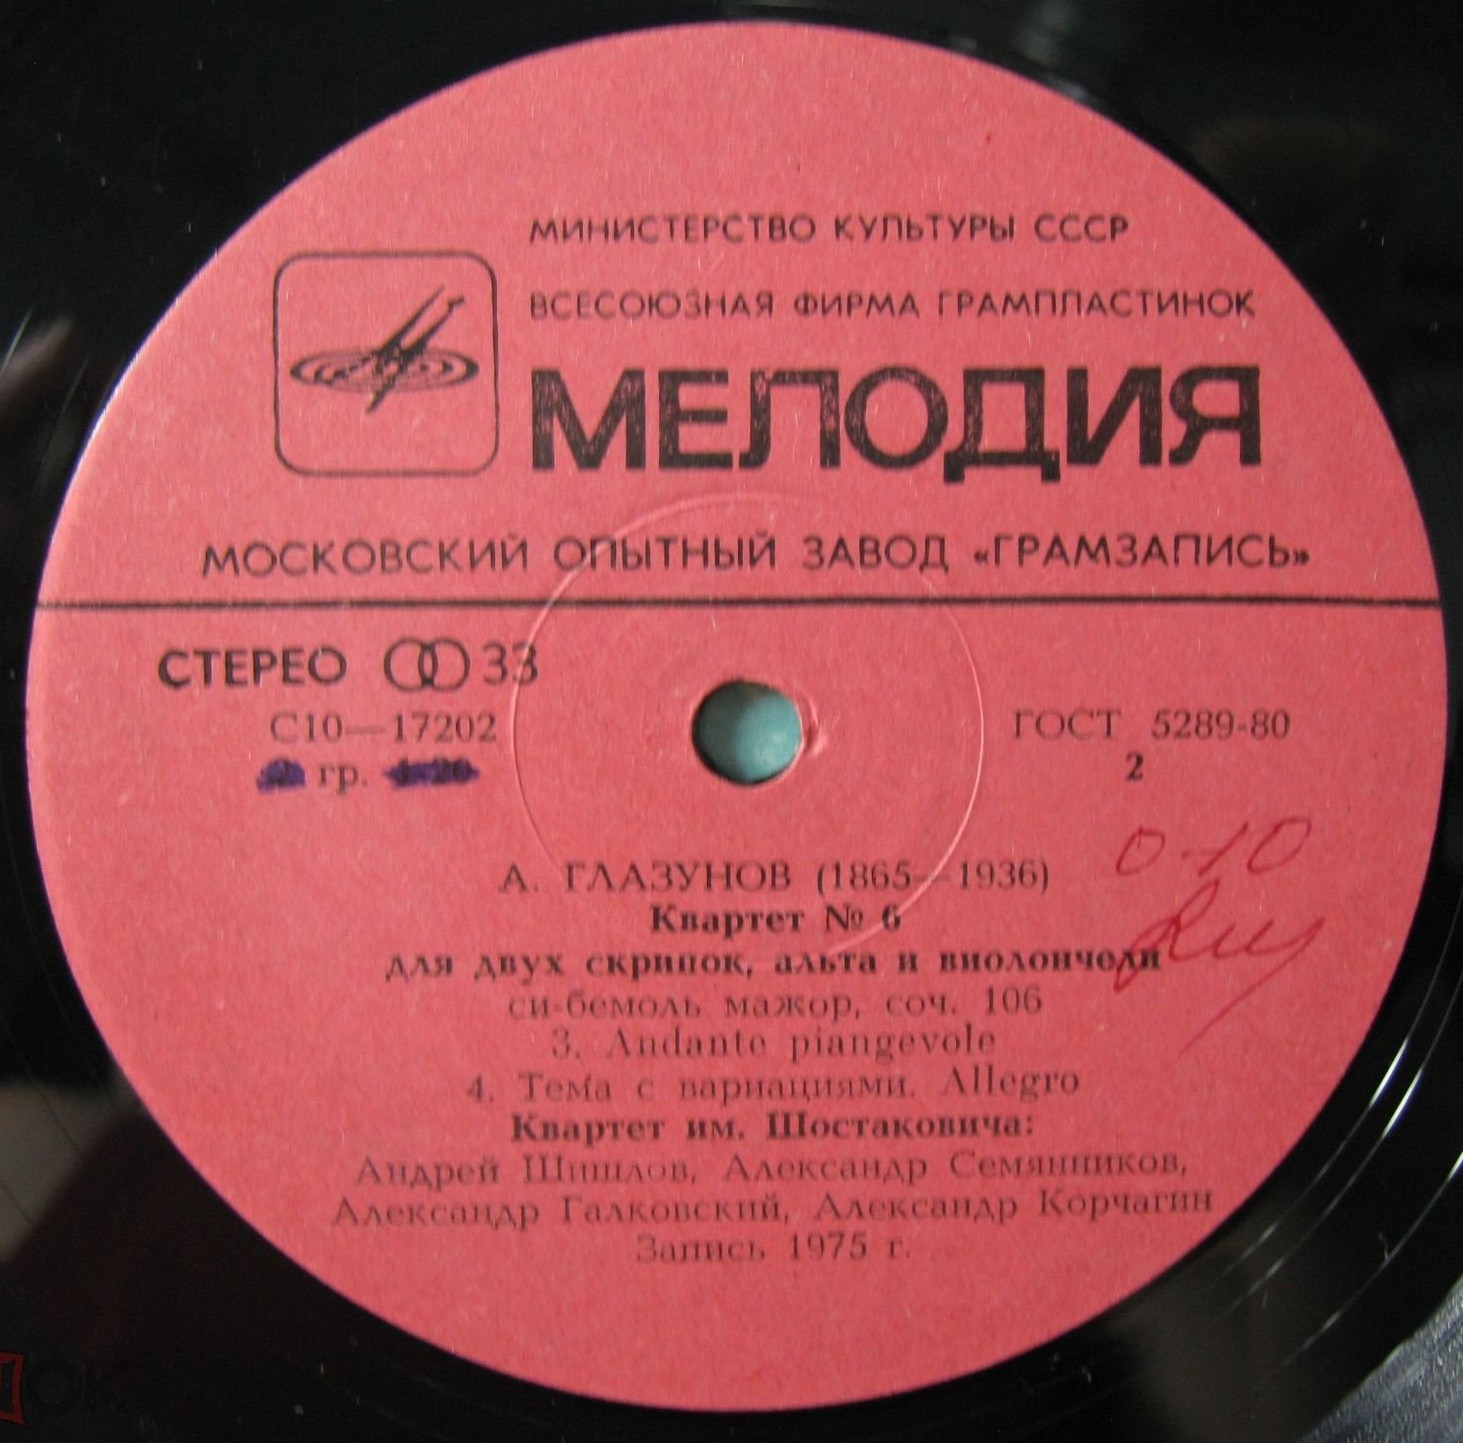 МИНИСТЕРСТВО КУЛЬТУРЫ СССР
ВСЕСОЮЗНАЯ ФИРМА ГРАМПЛАСТИНОК
МЕЛОДИЯ
МОСКОВСКИЙ ОПЫТНЫЙ ЗАВОД «ГРАМЗАПИСЬ»
СТЕРЕО 33
С10—17202
ГОСТ 5289-80
2 гр. 1-20
2
0-10
А. ГЛАЗУНОВ (1865—1936)
Квартет № 6
для двух скрипок, альта и виолончели
си-бемоль мажор, соч. 106
3. Andante piangevole
4. Тема с вариациями. Allegro
Квартет им. Шостаковича:
Андрей Шишлов, Александр Семянников,
Александр Галковский, Александр Корчагин
Запись 1975 г.